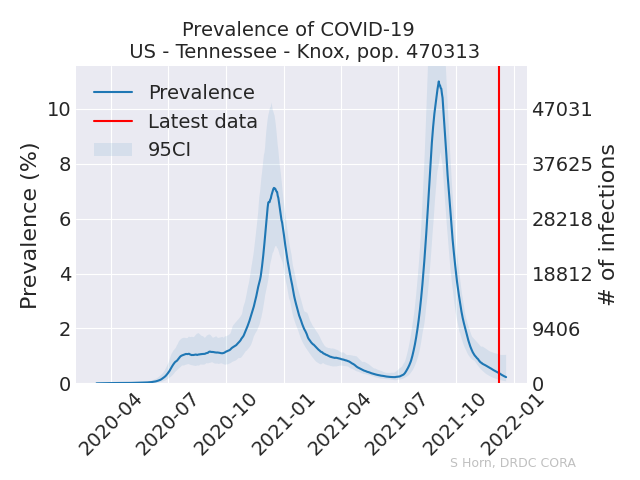 Prevalence of COVID-19
US - Tennessee - Knox, pop. 470313
Prevalence
Latest data
95CI
Prevalence (%)
10
8
6
4
2
0
47031
37625
28218
18812
9406
0
# of infections
2020-04
2020-07
2020-10
2021-01
2021-04
2021-07
2021-10
2022-01
S Horn, DRDC CORA